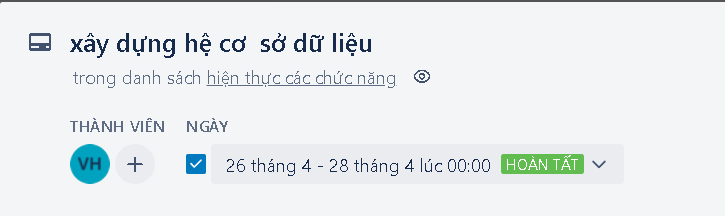 xây dựng hệ cơ sở dữ liệu
trong danh sách hiện thực các chức năng
THÀNH VIÊN NGÀY
VH + 26 tháng 4 - 28 tháng 4 lúc 00:00 HOÀN TẤT